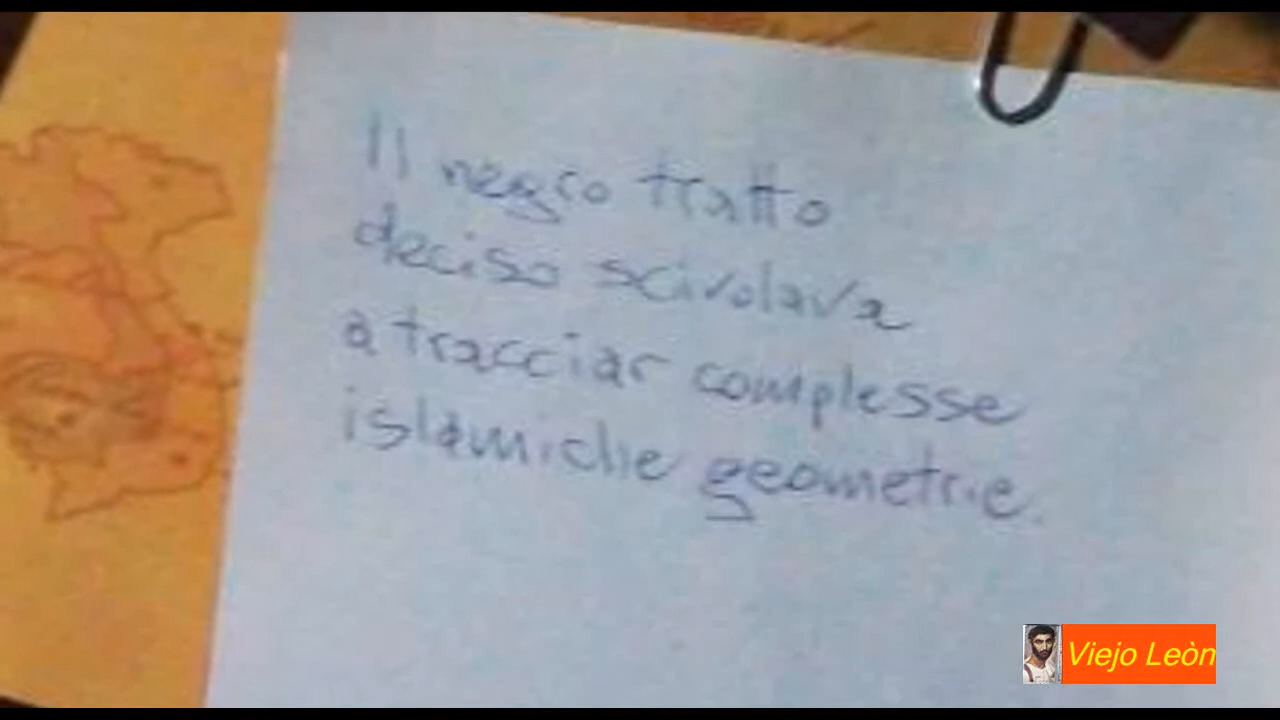 Il negro tratto
deciso scivolava
a tracciar complesse
islamiche geometrie.
Viejo Leòn